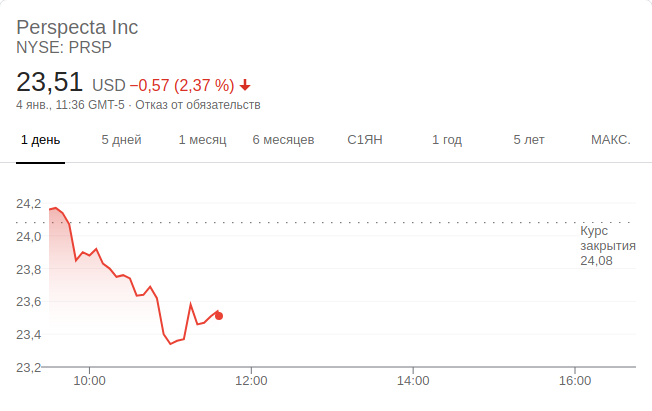 Perspecta Inc
NYSE: PRSP
23,51 USD −0,57 (2,37 %)
4 янв., 11:36 GMT-5 · Отказ от обязательств
1 день 5 дней 1 месяц 6 месяцев С1ЯН 1 год 5 лет МАКС.
24,2
24,0
23,8
23,6
23,4
23,2
Курс
закрытия
24,08
10:00 12:00 14:00 16:00